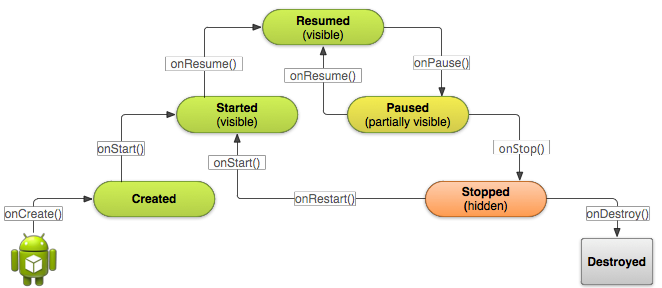 Resumed
(visible)
onResume()
onResume()
onPause()
Started
(visible)
Paused
(partially visible)
onStart()
onStart()
onStop()
Created
onRestart()
Stopped
(hidden)
onCreate()
onDestroy()
Destroyed